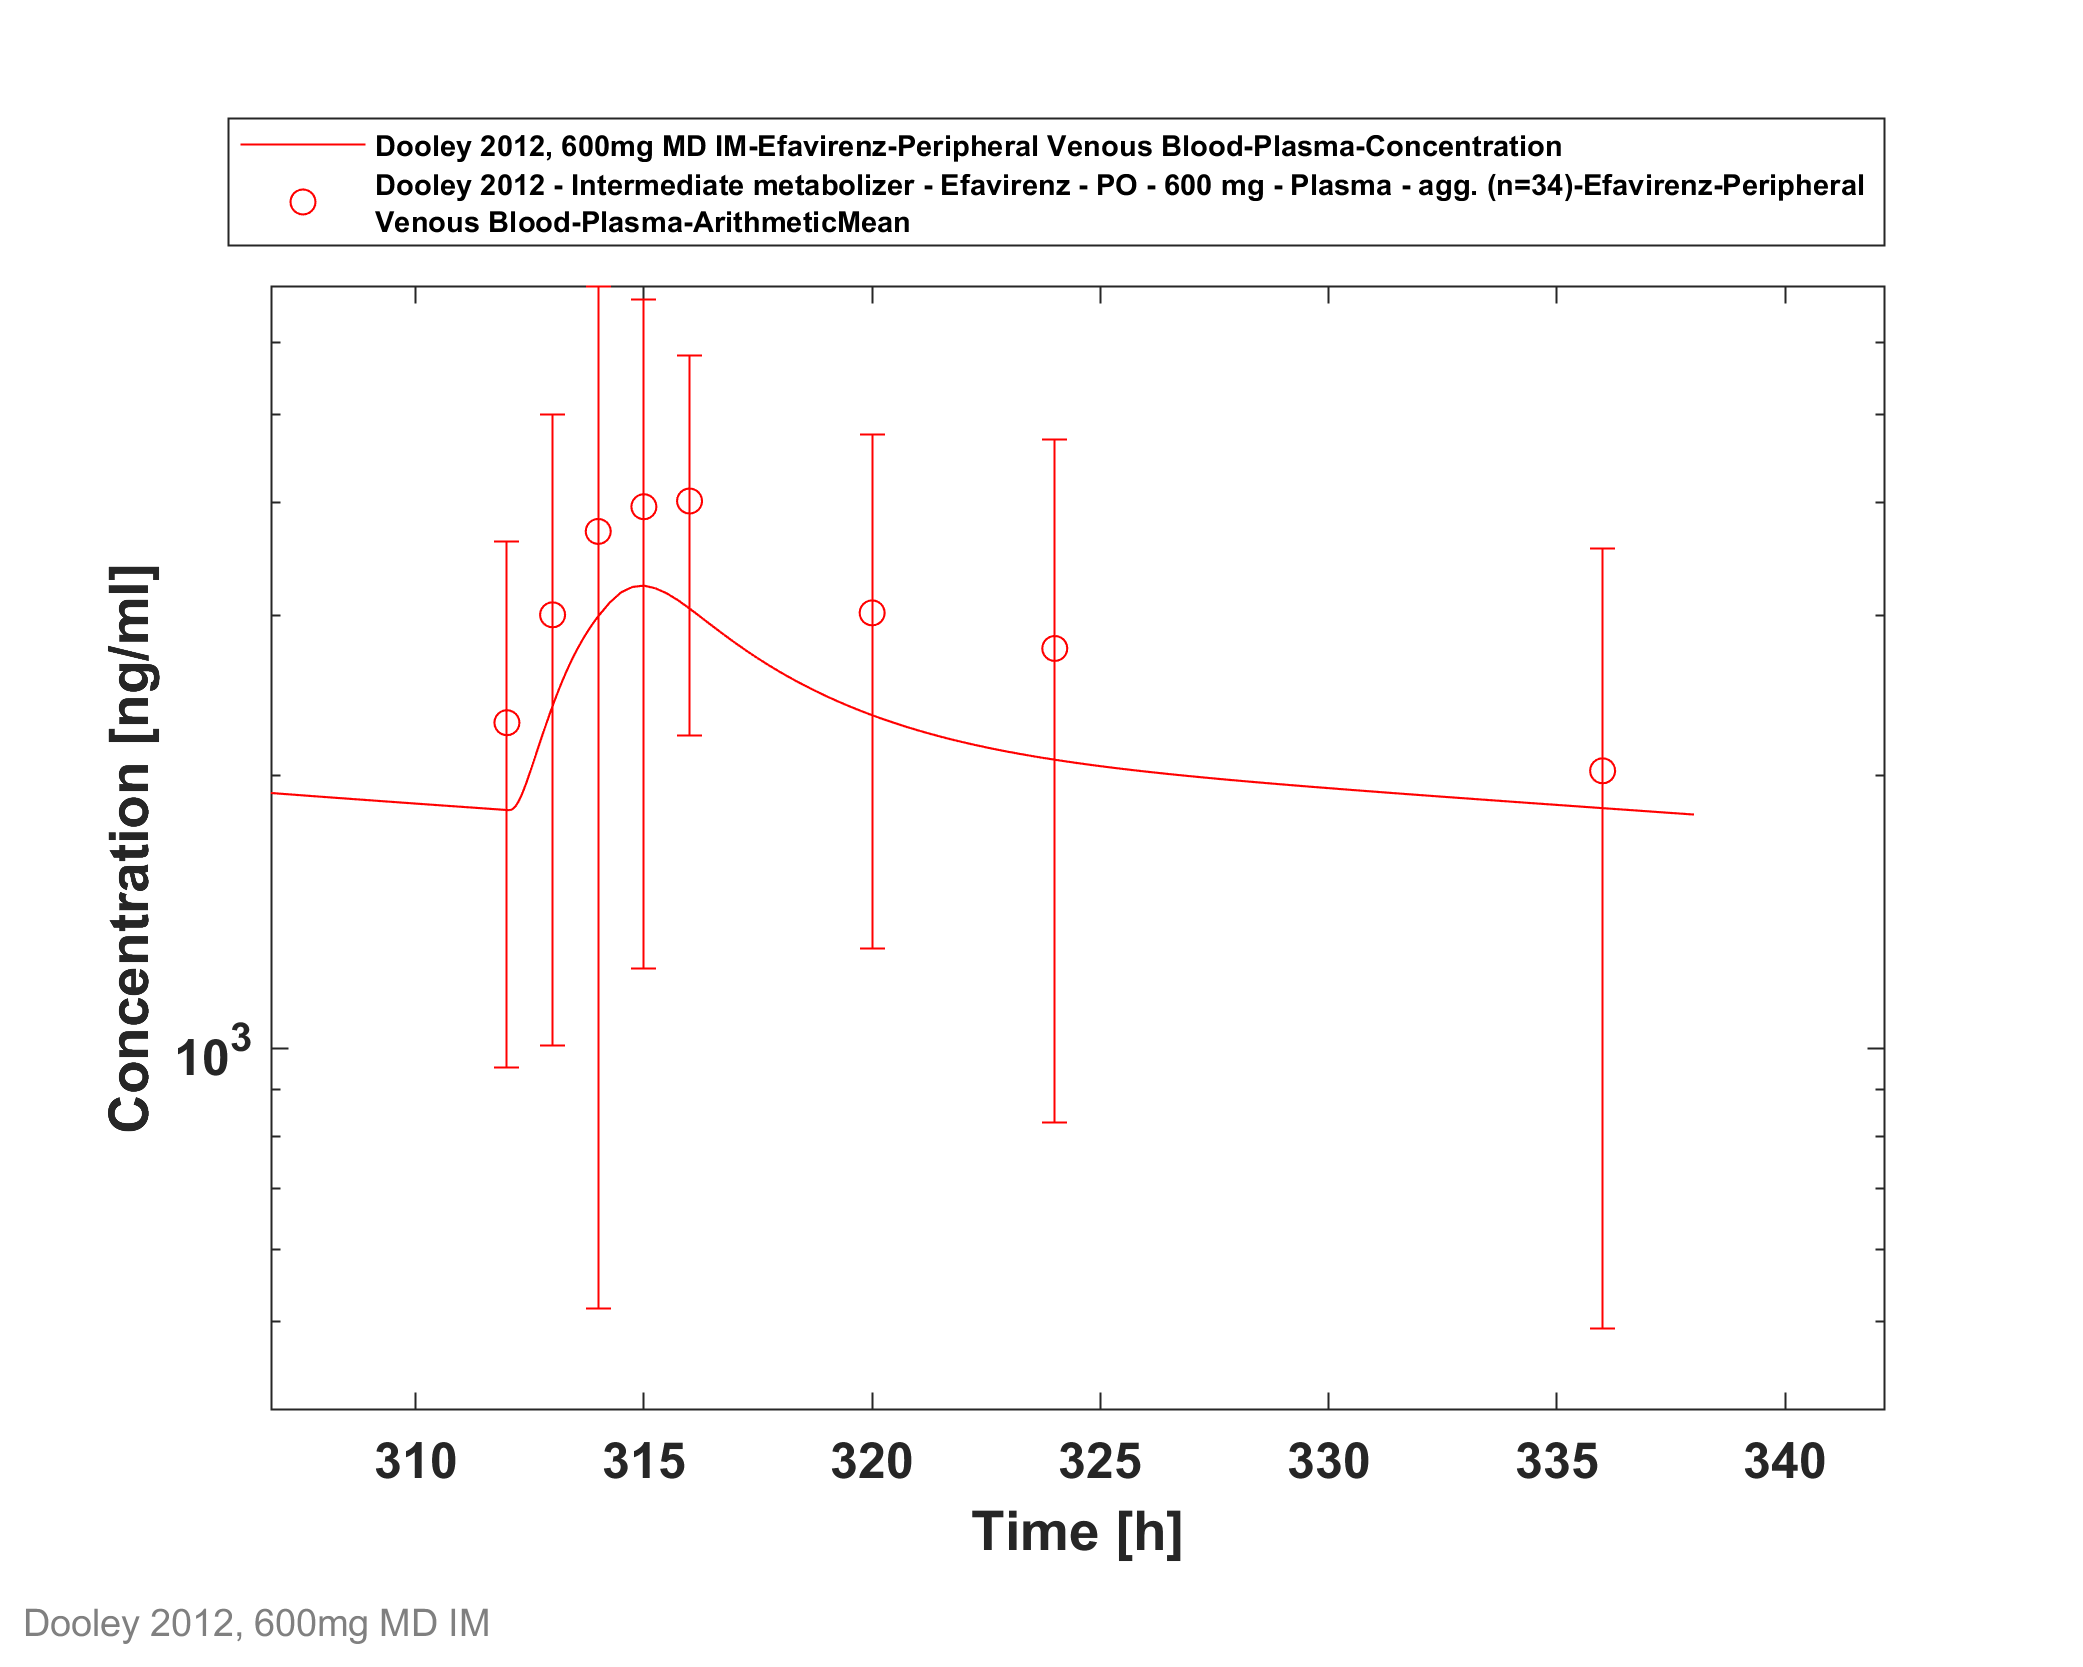 Dooley 2012, 600mg MD IM-Efavirenz-Peripheral Venous Blood-Plasma-Concentration
Dooley 2012 - Intermediate metabolizer - Efavirenz - PO - 600 mg - Plasma - agg. (n=34)-Efavirenz-Peripheral
Venous Blood-Plasma-ArithmeticMean
Concentration [ng/ml]
10^3
310 315 320 325 330 335 340
Time [h]
Dooley 2012, 600mg MD IM